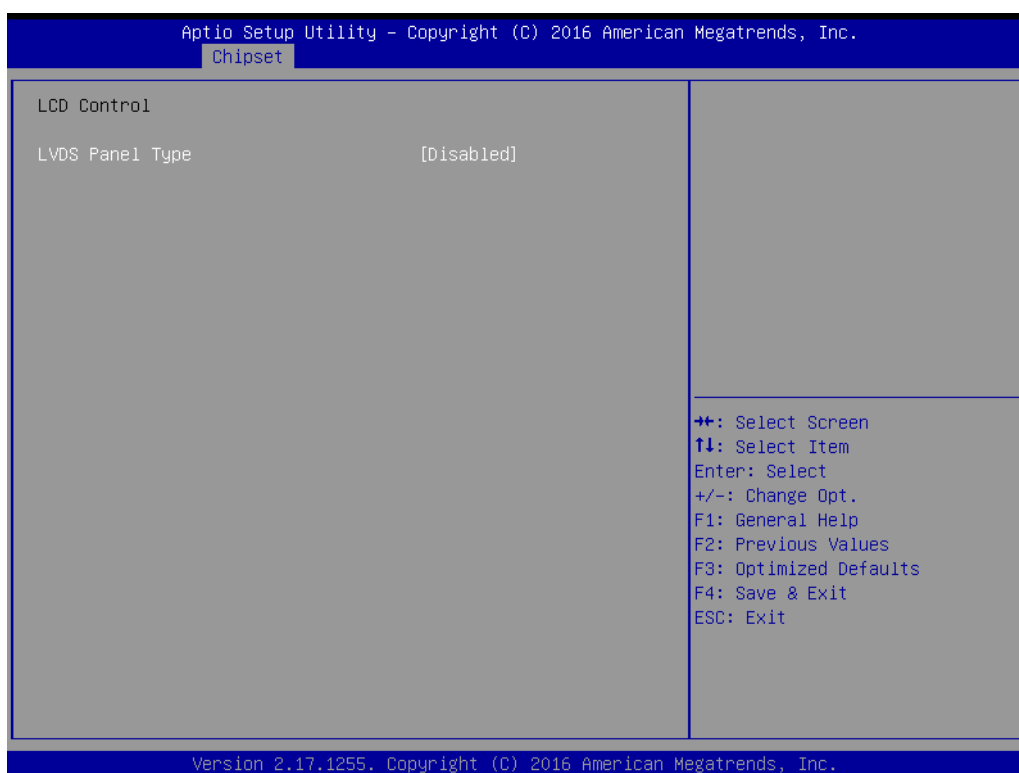 Aptio Setup Utility – Copyright (C) 2016 American Megatrends, Inc.
Chipset
LCD Control
LVDS Panel Type [Disabled]
→←: Select Screen
↑↓: Select Item
Enter: Select
+/-: Change Opt.
F1: General Help
F2: Previous Values
F3: Optimized Defaults
F4: Save & Exit
ESC: Exit
Version 2.17.1255. Copyright (C) 2016 American Megatrends, Inc.